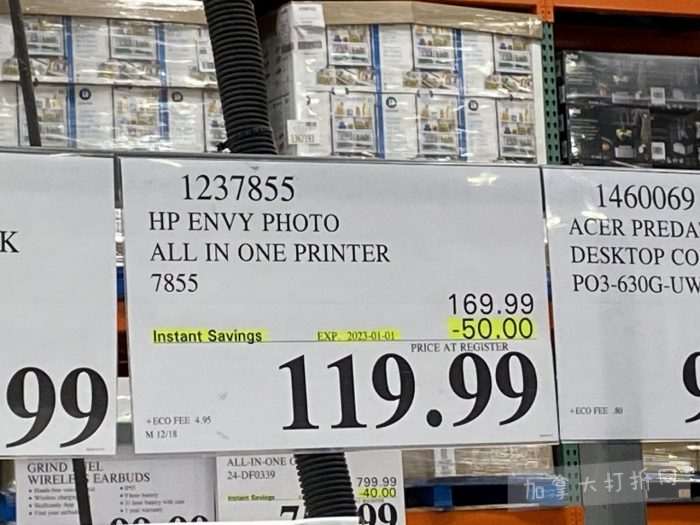 K
99
1237855
HP ENVY PHOTO
ALL IN ONE PRINTER
7855
169.99
Instant Savings EXP. 2023-01-01 -50.00
PRICE AT REGISTER
119.99
+ECO FEE 4.95
M 12/18
1460069
ACER PREDA
DESKTOP CO
PO3-630G-UW
9
+ECO FEE .80
WIRELESS EARBUDS
ALL-IN-ONE
24-DF0339
799.99
Instant Savings -40.00
99
加拿大打折网